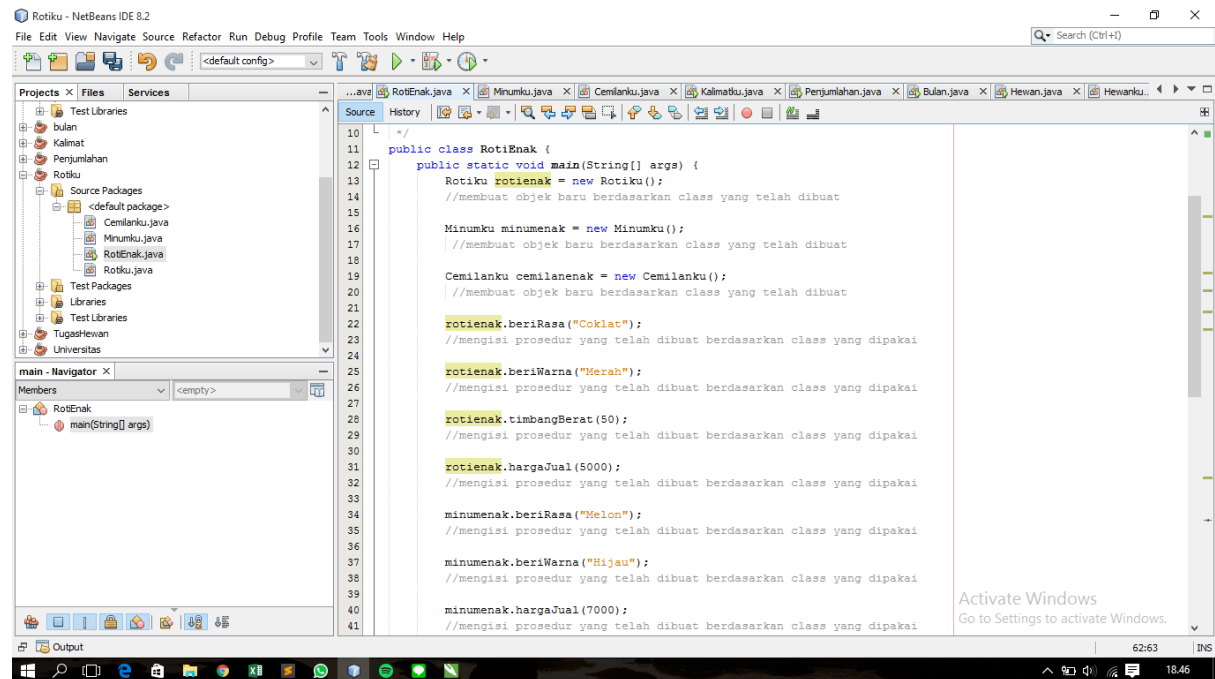 Rotiku - NetBeans IDE 8.2
File Edit View Navigate Source Refactor Run Debug Profile Team Tools Window Help
Search (Ctrl+I)
<default config>
Projects Files Services
...ava RotiEnak.java Minumku.java Cemilanku.java Kalimatku.java Penjumlahan.java Bulan.java Hewan.java Hewanku..
Source History
Test Libraries
bulan
Kalimat
Penjumlahan
Rotiku
Source Packages
<default package>
Cemilanku.java
Minumku.java
RotiEnak.java
Rotiku.java
Test Packages
Libraries
Test Libraries
TugasHewan
Universitas
main - Navigator
Members <empty>
RotiEnak
main(String[] args)
10 */
11 public class RotiEnak {
12 public static void main(String[] args) {
13 Rotiku rotienak = new Rotiku();
14 //membuat objek baru berdasarkan class yang telah dibuat
15
16 Minumku minumenak = new Minumku();
17 //membuat objek baru berdasarkan class yang telah dibuat
18
19 Cemilanku cemilanenak = new Cemilanku();
20 //membuat objek baru berdasarkan class yang telah dibuat
21
22 rotienak.beriRasa("Coklat");
23 //mengisi prosedur yang telah dibuat berdasarkan class yang dipakai
24
25 rotienak.beriWarna("Merah");
26 //mengisi prosedur yang telah dibuat berdasarkan class yang dipakai
27
28 rotienak.timbangBerat(50);
29 //mengisi prosedur yang telah dibuat berdasarkan class yang dipakai
30
31 rotienak.hargaJual(5000);
32 //mengisi prosedur yang telah dibuat berdasarkan class yang dipakai
33
34 minumenak.beriRasa("Melon");
35 //mengisi prosedur yang telah dibuat berdasarkan class yang dipakai
36
37 minumenak.beriWarna("Hijau");
38 //mengisi prosedur yang telah dibuat berdasarkan class yang dipakai
39
40 minumenak.hargaJual(7000);
41 //mengisi prosedur yang telah dibuat berdasarkan class yang dipakai
Activate Windows
Go to Settings to activate Windows.
Output
62:63 INS
18.46